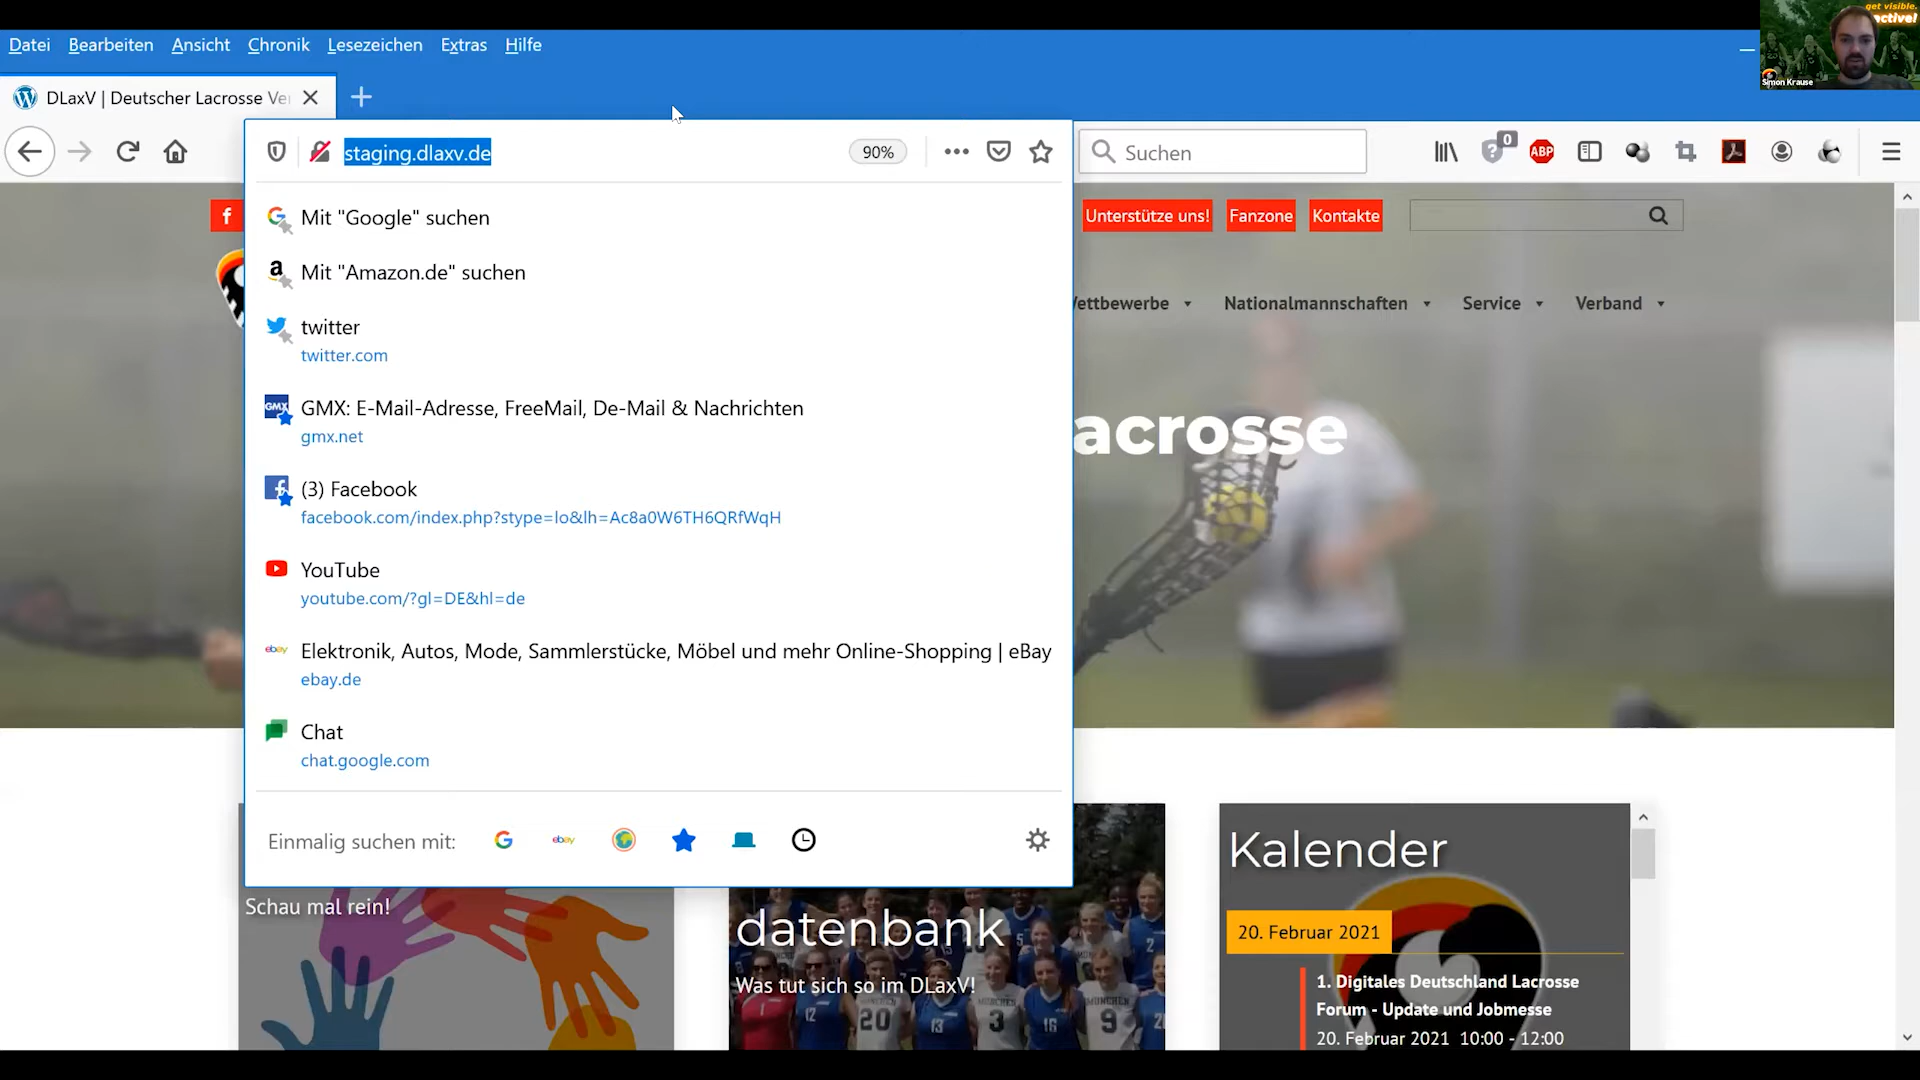 get visible.
active!
Simon Krause
Datei Bearbeiten Ansicht Chronik Lesezeichen Extras Hilfe
DLaxV | Deutscher Lacrosse Ve
staging.dlaxv.de
90%
Suchen
0
ABP
Mit "Google" suchen
Mit "Amazon.de" suchen
twitter
twitter.com
GMX: E-Mail-Adresse, FreeMail, De-Mail & Nachrichten
gmx.net
(3) Facebook
facebook.com/index.php?stype=lo&lh=Ac8a0W6TH6QRfWqH
YouTube
youtube.com/?gl=DE&hl=de
Elektronik, Autos, Mode, Sammlerstücke, Möbel und mehr Online-Shopping | eBay
ebay.de
Chat
chat.google.com
Einmalig suchen mit:
Unterstütze uns! Fanzone Kontakte
ettbewerbe Nationalmannschaften Service Verband
acrosse
Schau mal rein!
datenbank
Was tut sich so im DLaxV!
Kalender
20. Februar 2021
1. Digitales Deutschland Lacrosse
Forum - Update und Jobmesse
20. Februar 2021 10:00 - 12:00